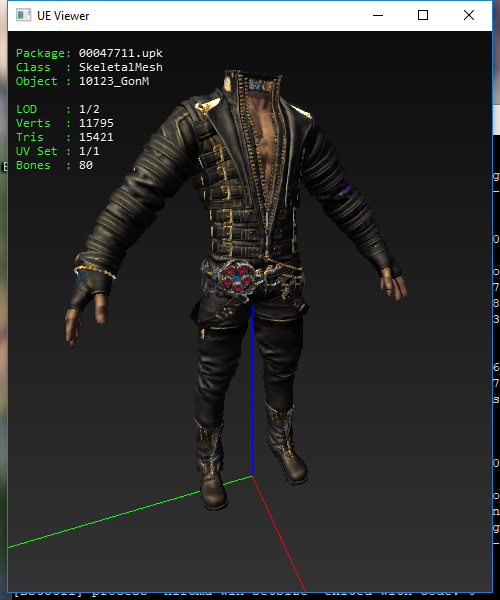 UE Viewer
Package: 00047711.upk
Class : SkeletalMesh
Object : 10123_GonM
LOD : 1/2
Verts : 11795
Tris : 15421
UV Set : 1/1
Bones : 80